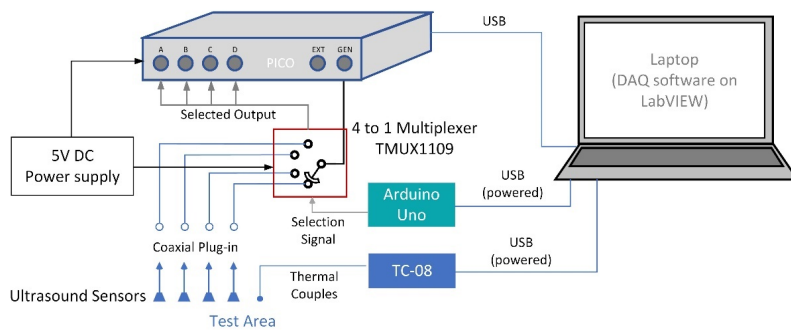 A B C D EXT GEN
PICO
USB
Laptop
(DAQ software on
LabVIEW)
Selected Output
4 to 1 Multiplexer
TMUX1109
5V DC
Power supply
Arduino
Uno
USB
(powered)
Selection
Signal
Coaxial Plug-in
TC-08
USB
(powered)
Thermal
Couples
Ultrasound Sensors
Test Area